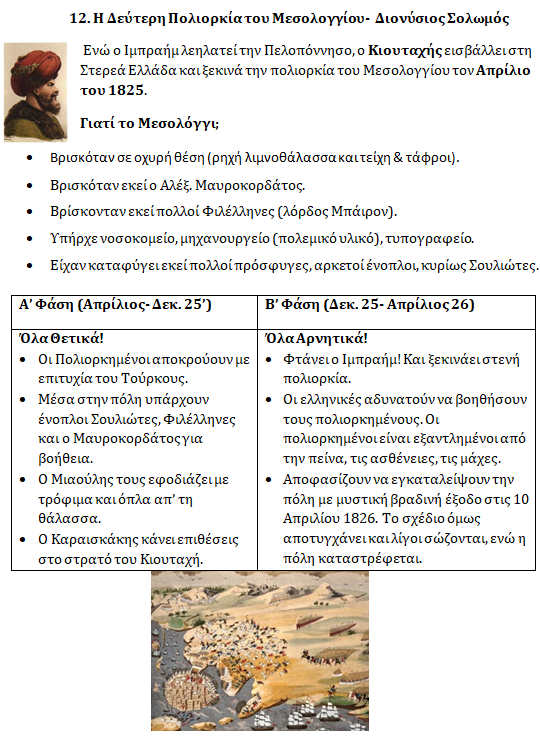 12. Η Δεύτερη Πολιορκία του Μεσολογγίου- Διονύσιος Σολωμός
Ενώ ο Ιμπραήμ λεηλατεί την Πελοπόννησο, ο Κιουταχής εισβάλλει στη
Στερεά Ελλάδα και ξεκινά την πολιορκία του Μεσολογγίου τον Απρίλιο
του 1825.
Γιατί το Μεσολόγγι;
• Βρισκόταν σε οχυρή θέση (ρηχή λιμνοθάλασσα και τείχη & τάφροι).
• Βρισκόταν εκεί ο Αλέξ. Μαυροκορδάτος.
• Βρίσκονταν εκεί πολλοί Φιλέλληνες (λόρδος Μπάιρον).
• Υπήρχε νοσοκομείο, μηχανουργείο (πολεμικό υλικό), τυπογραφείο.
• Είχαν καταφύγει εκεί πολλοί πρόσφυγες, αρκετοί ένοπλοι, κυρίως Σουλιώτες.
Α’ Φάση (Απρίλιος- Δεκ. 25’)
Όλα Θετικά!
• Οι Πολιορκημένοι αποκρούουν με
επιτυχία του Τούρκους.
• Μέσα στην πόλη υπάρχουν
ένοπλοι Σουλιώτες, Φιλέλληνες
και ο Μαυροκορδάτος για
βοήθεια.
• Ο Μιαούλης τους εφοδιάζει με
τρόφιμα και όπλα απ’ τη
θάλασσα.
• Ο Καραισκάκης κάνει επιθέσεις
στο στρατό του Κιουταχή.
Β’ Φάση (Δεκ. 25- Απρίλιος 26)
Όλα Αρνητικά!
• Φτάνει ο Ιμπραήμ! Και ξεκινάει στενή
πολιορκία.
• Οι ελληνικές αδυνατούν να βοηθήσουν
τους πολιορκημένους. Οι
πολιορκημένοι είναι εξαντλημένοι από
την πείνα, τις ασθένειες, τις μάχες.
• Αποφασίζουν να εγκαταλείψουν την
πόλη με μυστική βραδινή έξοδο στις 10
Απριλίου 1826. Το σχέδιο όμως
αποτυγχάνει και λίγοι σώζονται, ενώ η
πόλη καταστρέφεται.